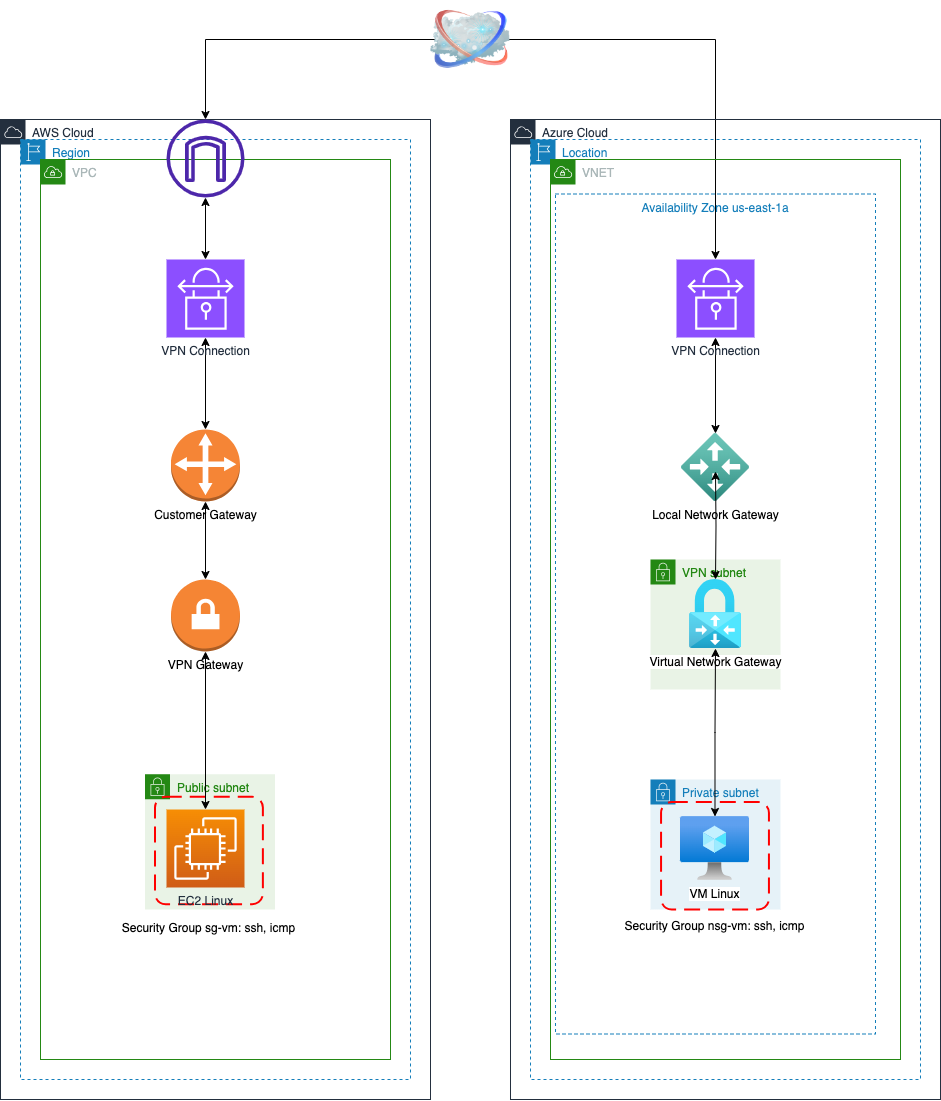 AWS Cloud
Region
VPC
VPN Connection
Customer Gateway
VPN Gateway
Public subnet
EC2 Linux
Security Group sg-vm: ssh, icmp
Azure Cloud
Location
VNET
Availability Zone us-east-1a
VPN Connection
Local Network Gateway
VPN subnet
Virtual Network Gateway
Private subnet
VM Linux
Security Group nsg-vm: ssh, icmp